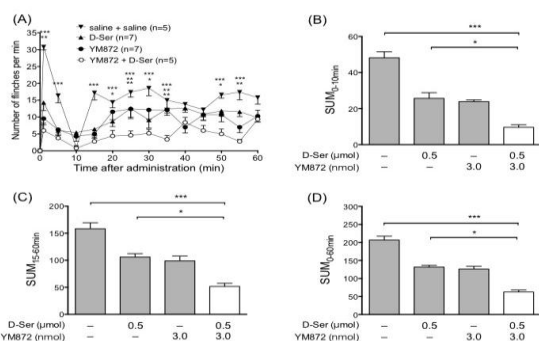 (A)
saline + saline (n=5)
D-Ser (n=7)
YM872 (n=7)
YM872 + D-Ser (n=5)
Number of flinches per min
35
30
25
20
15
10
5
0
*** ** *** *** *** * *** ** *** * *** *** *** * *** **
0 10 20 30 40 50 60
Time after administration (min)
(B)
SUM0-10min
60
40
20
0
***
*
D-Ser (μmol) – 0.5 – 0.5
YM872 (nmol) – – 3.0 3.0
(C)
SUM15-60min
200
150
100
50
0
***
*
D-Ser (μmol) – 0.5 – 0.5
YM872 (nmol) – – 3.0 3.0
(D)
SUM0-60min
300
250
200
150
100
50
0
***
*
D-Ser (μmol) – 0.5 – 0.5
YM872 (nmol) – – 3.0 3.0